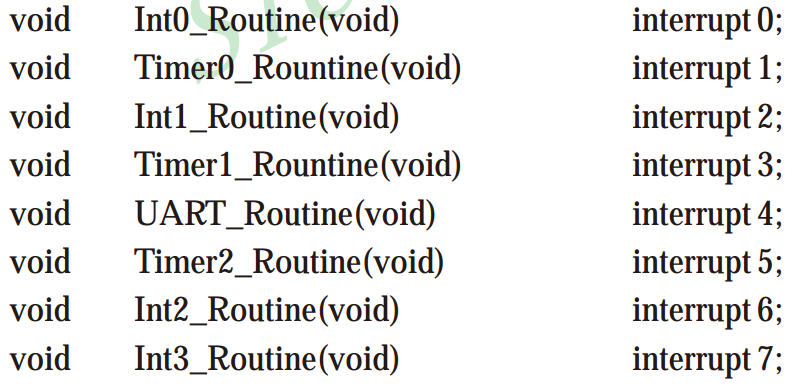 void Int0_Routine(void) interrupt 0;
void Timer0_Rountine(void) interrupt 1;
void Int1_Routine(void) interrupt 2;
void Timer1_Rountine(void) interrupt 3;
void UART_Routine(void) interrupt 4;
void Timer2_Routine(void) interrupt 5;
void Int2_Routine(void) interrupt 6;
void Int3_Routine(void) interrupt 7;